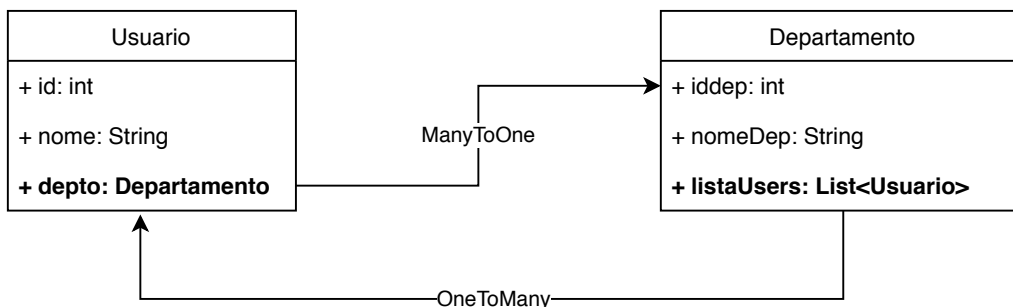 Usuario
+ id: int
+ nome: String
+ depto: Departamento
ManyToOne
Departamento
+ iddep: int
+ nomeDep: String
+ listaUsers: List<Usuario>
OneToMany